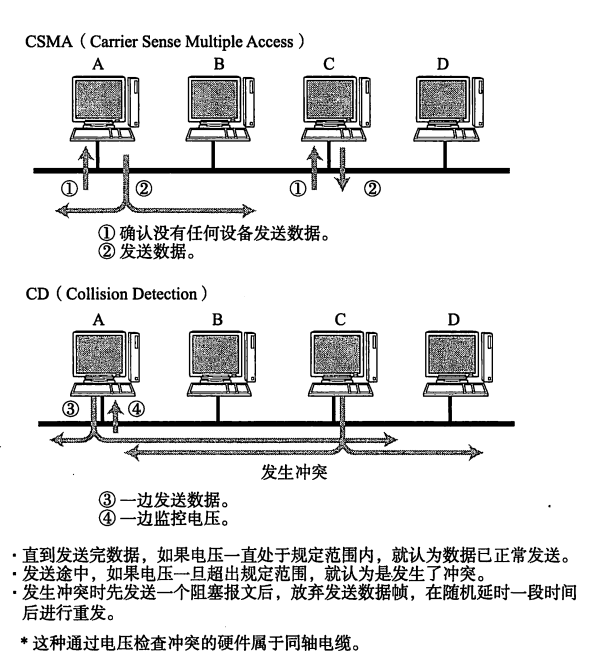 CSMA（Carrier Sense Multiple Access）
A B C D
① ② ① ②
① 确认没有任何设备发送数据。
② 发送数据。
CD（Collision Detection）
A B C D
③ ④
发生冲突
③ 一边发送数据。
④ 一边监控电压。
· 直到发送完数据，如果电压一直处于规定范围内，就认为数据已正常发送。
· 发送途中，如果电压一旦超出规定范围，就认为是发生了冲突。
· 发生冲突时先发送一个阻塞报文后，放弃发送数据帧，在随机延时一段时间
后进行重发。
* 这种通过电压检查冲突的硬件属于同轴电缆。